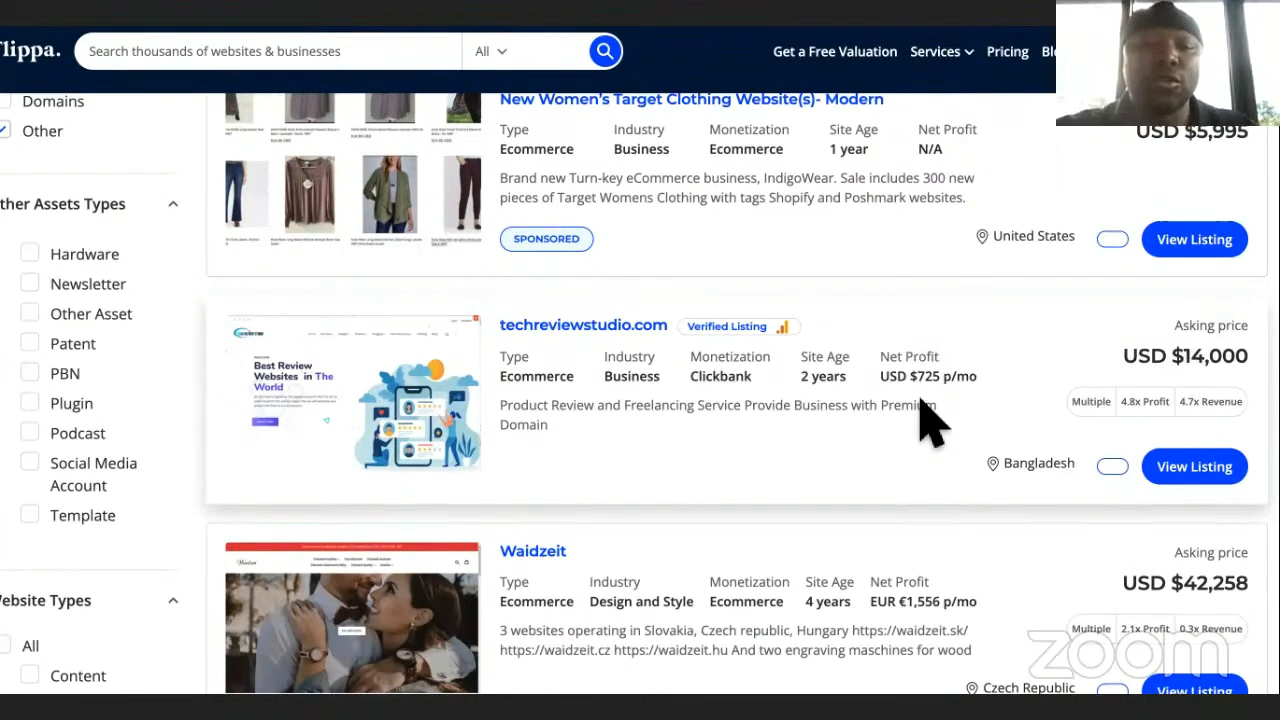 Flippa.
Search thousands of websites & businesses
All
Get a Free Valuation
Services
Pricing
Domains
Other
Other Assets Types
Hardware
Newsletter
Other Asset
Patent
PBN
Plugin
Podcast
Social Media
Account
Template
Website Types
All
Content
New Women's Target Clothing Website(s)- Modern
USD $5,995
Type Industry Monetization Site Age Net Profit
Ecommerce Business Ecommerce 1 year N/A
Brand new Turn-key eCommerce business, IndigoWear. Sale includes 300 new
pieces of Target Womens Clothing with tags Shopify and Poshmark websites.
SPONSORED
United States
View Listing
techreviewstudio.com Verified Listing
Asking price
USD $14,000
Type Industry Monetization Site Age Net Profit
Ecommerce Business Clickbank 2 years USD $725 p/mo
Multiple 4.8x Profit 4.7x Revenue
Product Review and Freelancing Service Provide Business with Premium
Domain
Bangladesh
View Listing
Best Review
Websites in The
World
Waidzeit
Asking price
USD $42,258
Type Industry Monetization Site Age Net Profit
Ecommerce Design and Style Ecommerce 4 years EUR €1,556 p/mo
Multiple 2.1x Profit 0.3x Revenue
3 websites operating in Slovakia, Czech republic, Hungary https://waidzeit.sk/
https://waidzeit.cz https://waidzeit.hu And two engraving maschines for wood
Czech Republic
View Listing
zoom